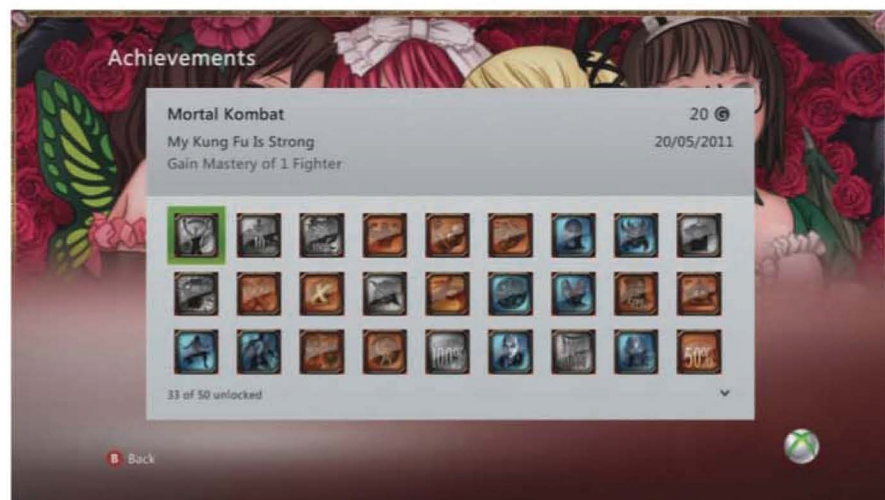 Achievements
Mortal Kombat 20 G
My Kung Fu Is Strong 20/05/2011
Gain Mastery of 1 Fighter
100%
50%
33 of 50 unlocked
B Back